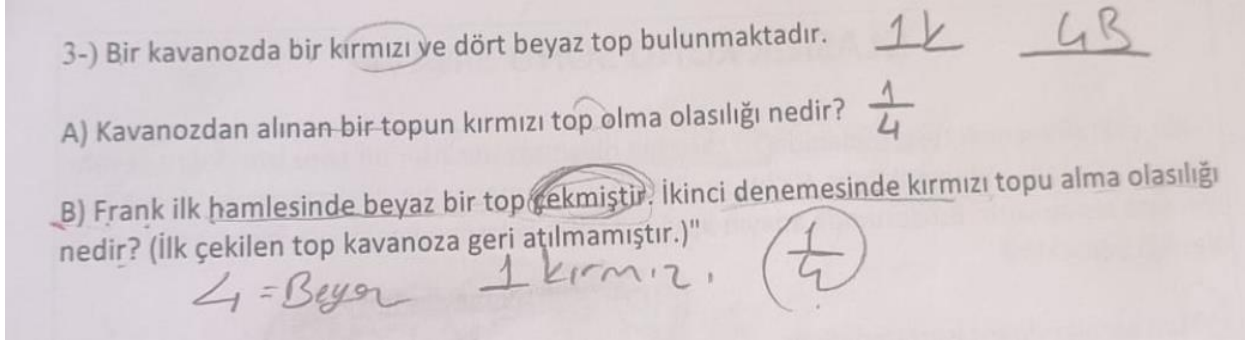 3-) Bir kavanozda bir kırmızı ve dört beyaz top bulunmaktadır. 1k 4B
A) Kavanozdan alınan bir topun kırmızı top olma olasılığı nedir? 1/4
B) Frank ilk hamlesinde beyaz bir top çekmiştir. İkinci denemesinde kırmızı topu alma olasılığı
nedir? (İlk çekilen top kavanoza geri atılmamıştır.)"
4 = Beyaz 1 kırmızı 1/4